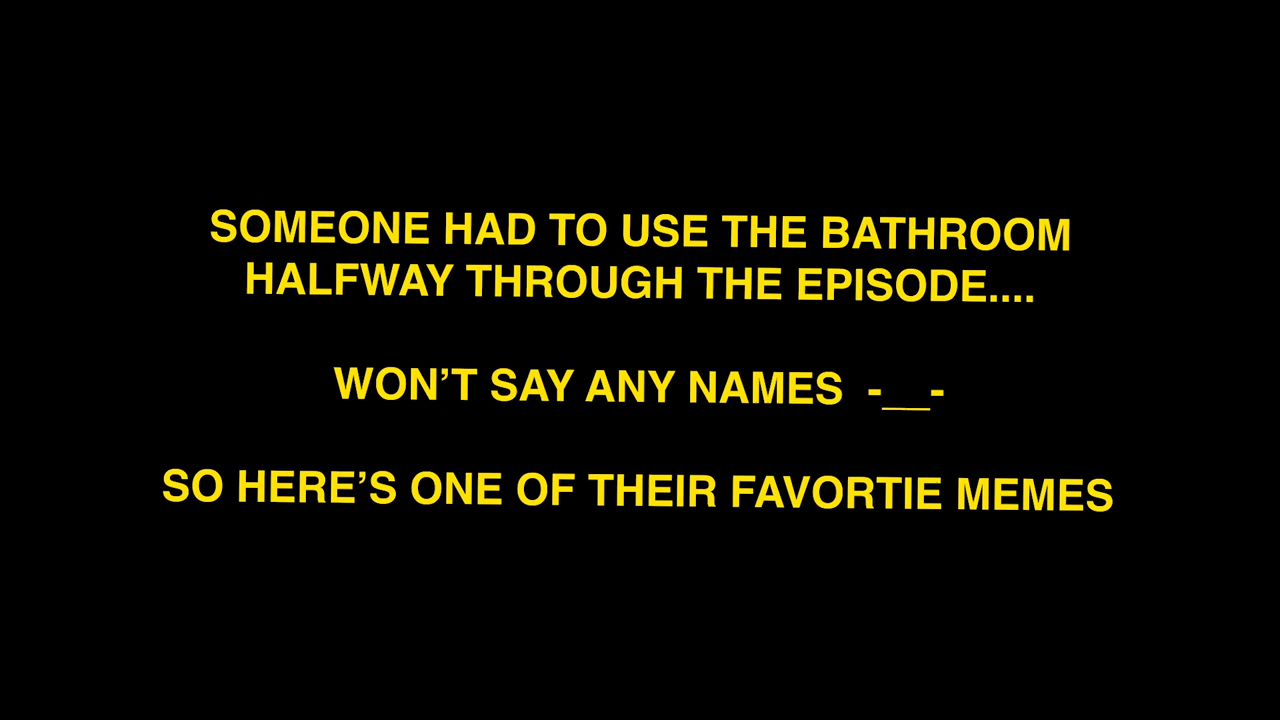 SOMEONE HAD TO USE THE BATHROOM
HALFWAY THROUGH THE EPISODE....
WON’T SAY ANY NAMES -__-
SO HERE’S ONE OF THEIR FAVORTIE MEMES